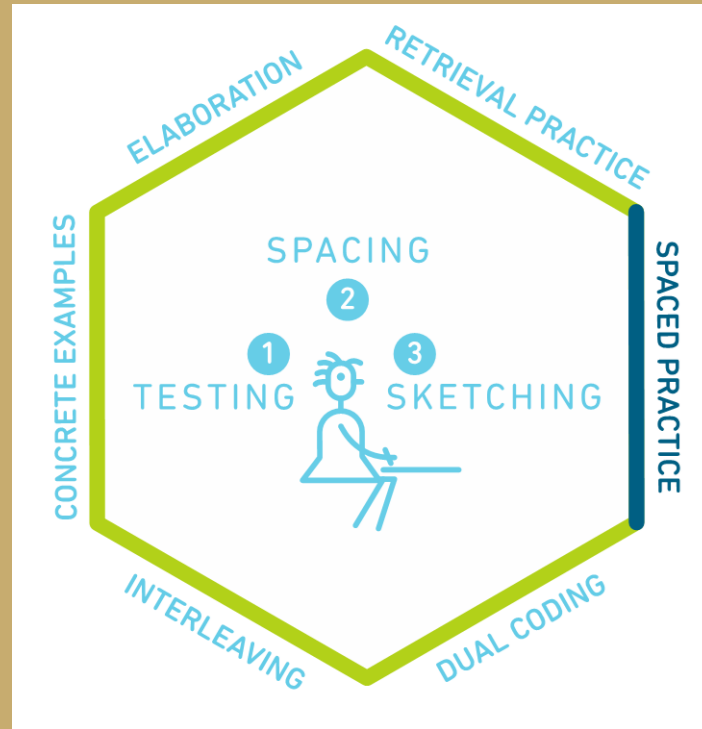 ELABORATION
RETRIEVAL PRACTICE
SPACED PRACTICE
DUAL CODING
INTERLEAVING
CONCRETE EXAMPLES
SPACING
2
1
3
TESTING
SKETCHING